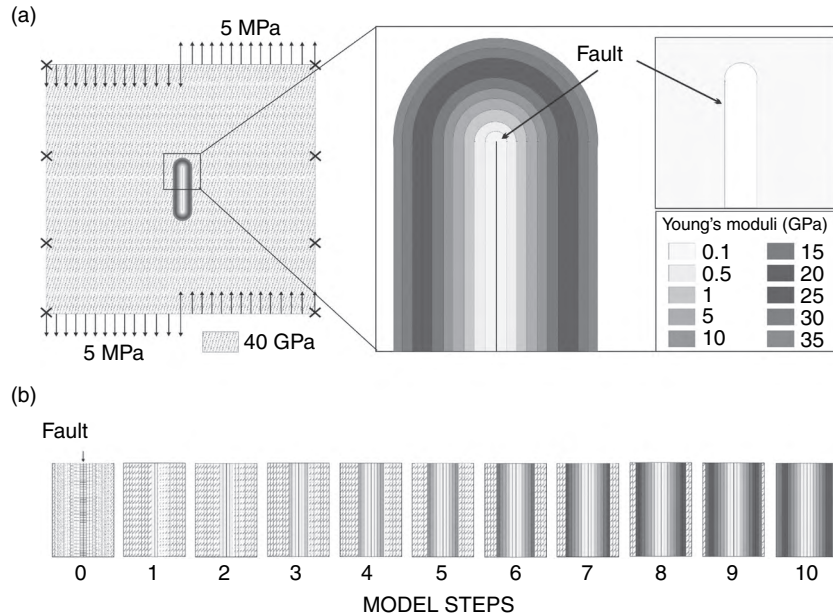 (a)
5 MPa
Fault
Young's moduli (GPa)
0.1 15
0.5 20
1 25
5 30
10 35
5 MPa
40 GPa
(b)
Fault
0 1 2 3 4 5 6 7 8 9 10
MODEL STEPS